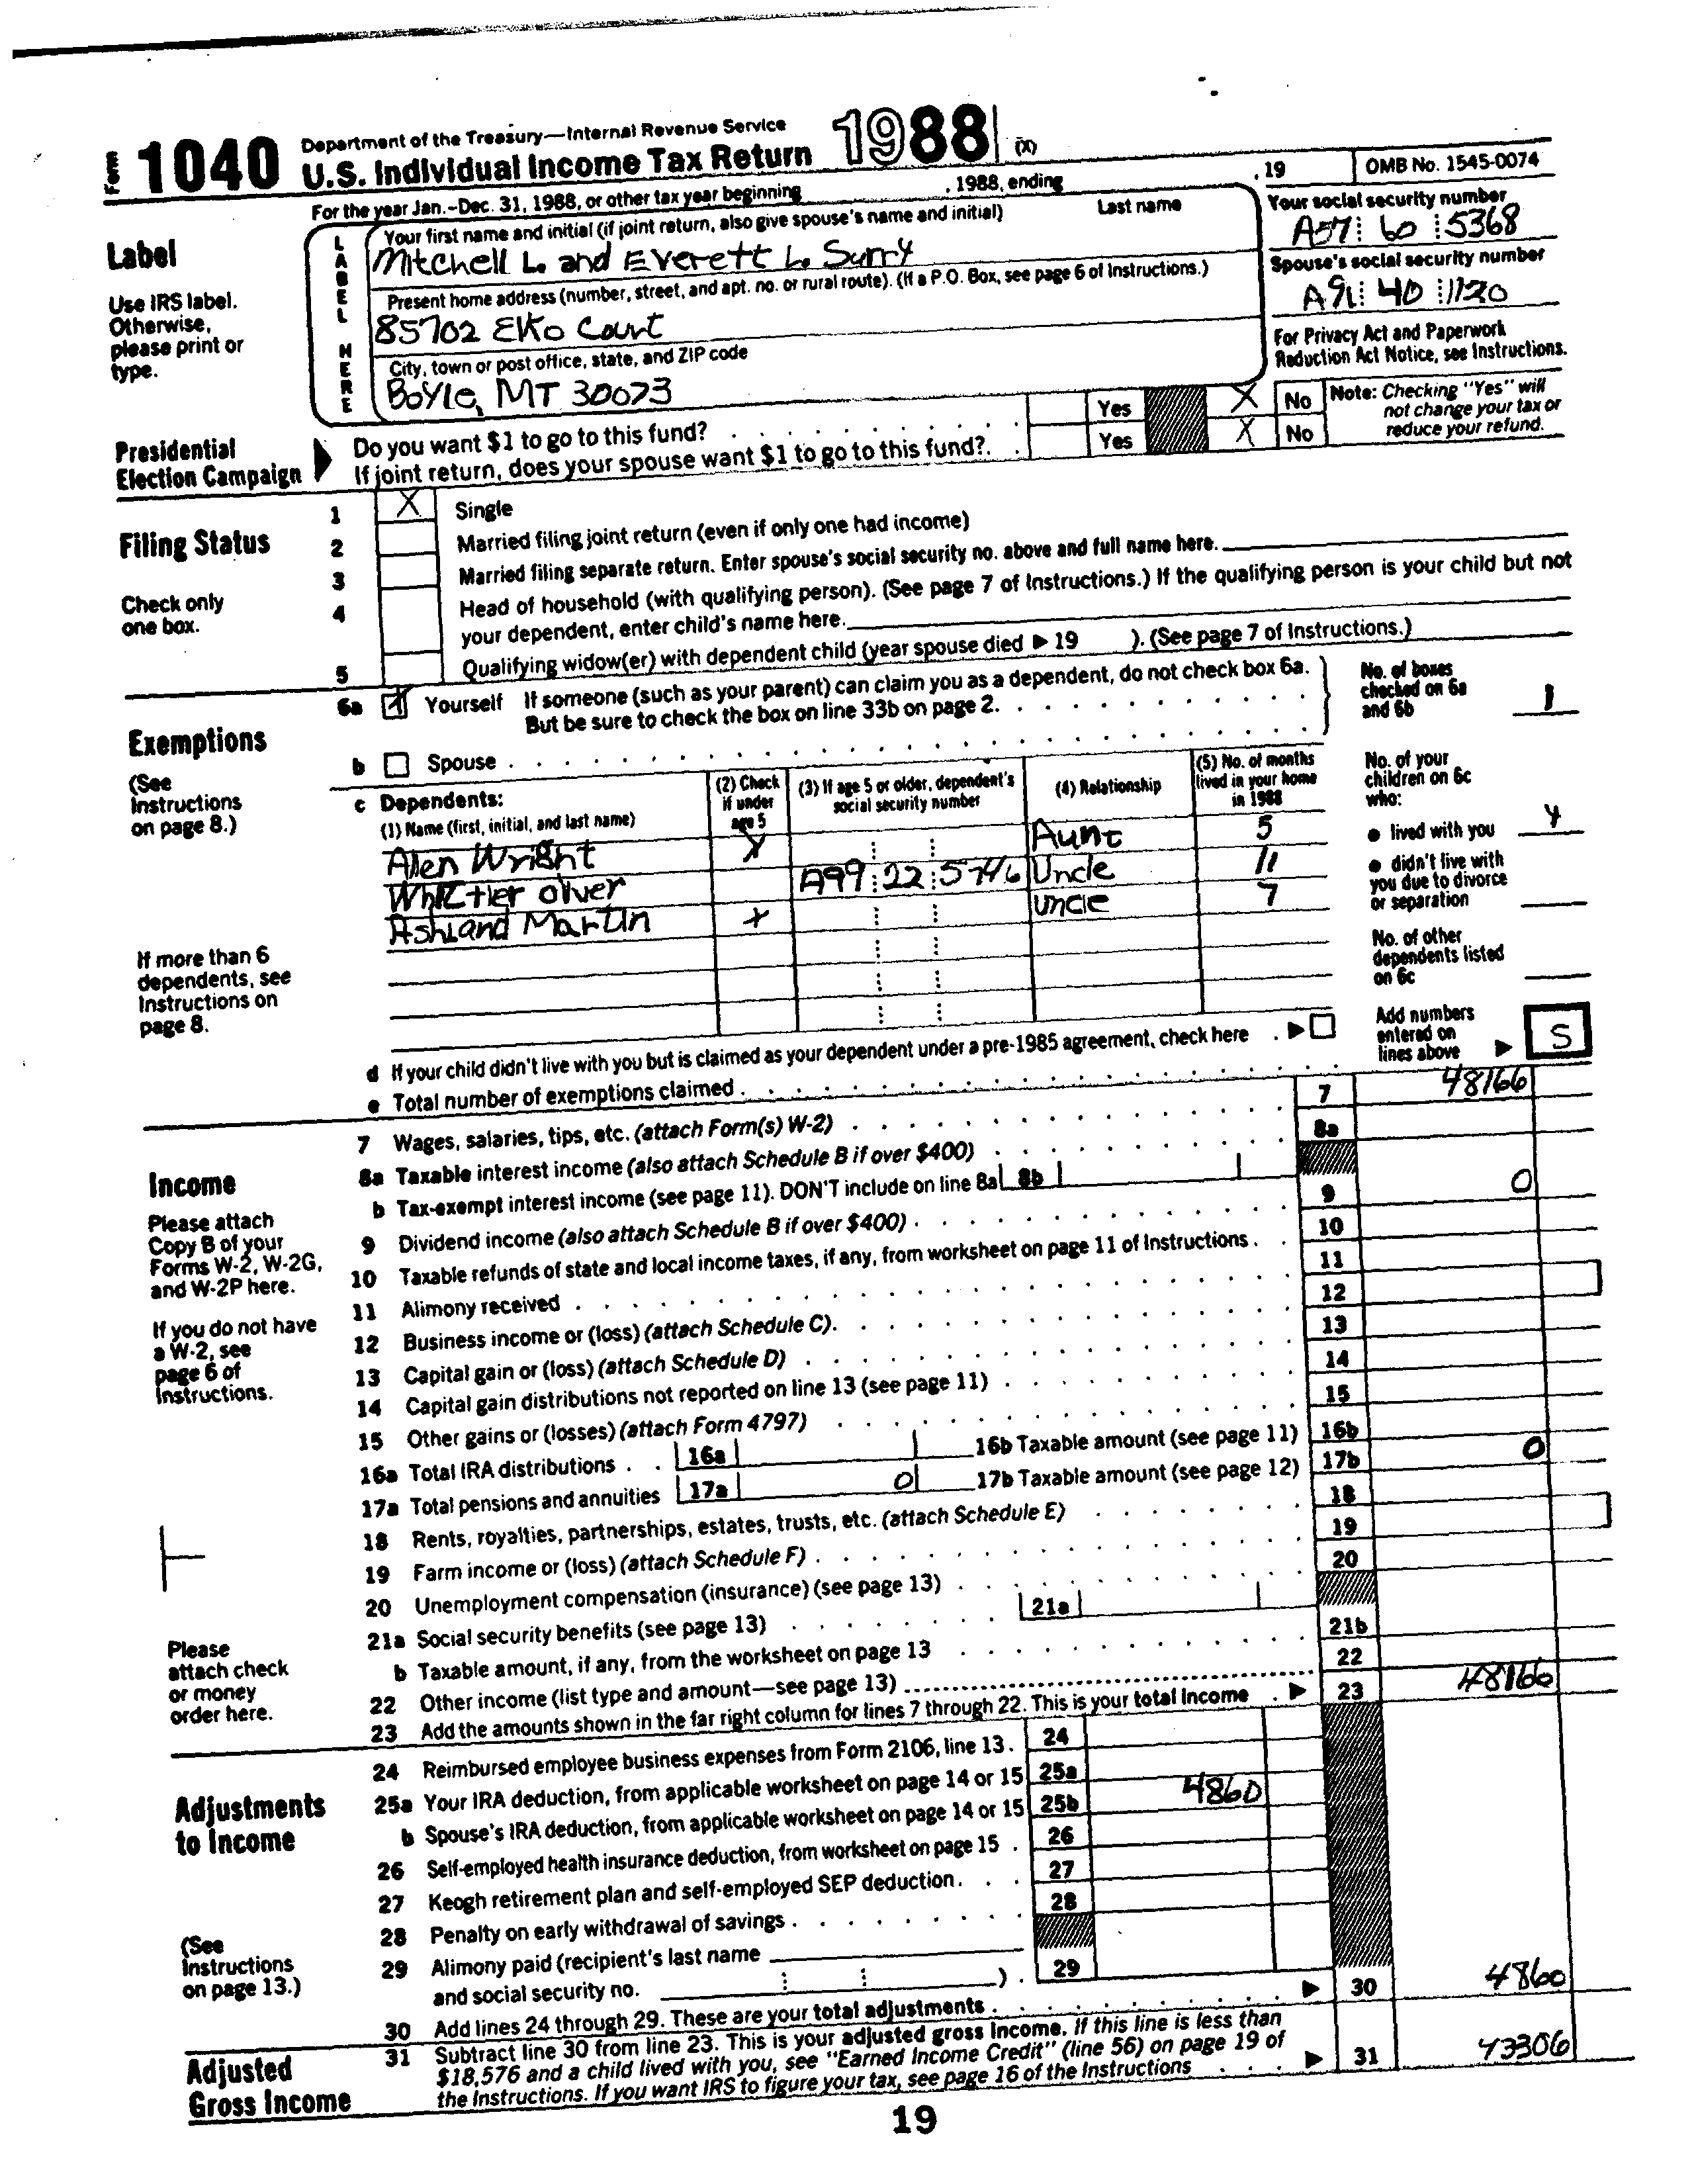 Form 1040 Department of the Treasury—Internal Revenue Service
U.S. Individual Income Tax Return 1988 (X)
For the year Jan.–Dec. 31, 1988, or other tax year beginning , 1988, ending , 19 OMB No. 1545-0074
Label
Use IRS label.
Otherwise,
please print or
type.
LABEL HERE
Your first name and initial (if joint return, also give spouse's name and initial) Last name
Mitchell L. and Everett L. Surry
Your social security number
A57 60 5368
Present home address (number, street, and apt. no. or rural route). (If a P.O. Box, see page 6 of Instructions.)
85702 EKo Court
Spouse's social security number
A91 40 1120
City, town or post office, state, and ZIP code
Boyle, MT 30073
For Privacy Act and Paperwork
Reduction Act Notice, see Instructions.
Presidential
Election Campaign
Do you want $1 to go to this fund? Yes X No
If joint return, does your spouse want $1 to go to this fund? Yes X No
Note: Checking "Yes" will
not change your tax or
reduce your refund.
Filing Status
Check only
one box.
1 X Single
2 Married filing joint return (even if only one had income)
3 Married filing separate return. Enter spouse's social security no. above and full name here.
4 Head of household (with qualifying person). (See page 7 of Instructions.) If the qualifying person is your child but not
your dependent, enter child's name here.
5 Qualifying widow(er) with dependent child (year spouse died ▶ 19 ). (See page 7 of Instructions.)
Exemptions
(See
Instructions
on page 8.)
6a X Yourself If someone (such as your parent) can claim you as a dependent, do not check box 6a.
But be sure to check the box on line 33b on page 2.
b Spouse
No. of boxes
checked on 6a
and 6b 1
c Dependents:
(1) Name (first, initial, and last name)
(2) Check
if under
age 5
(3) If age 5 or older, dependent's
social security number
(4) Relationship
(5) No. of months
lived in your home
in 1988
Alen Wright X Aunt 5
Whittier oliver A99 22 5746 Uncle 11
Ashland Martin X Uncle 7
No. of your
children on 6c
who:
● lived with you 4
● didn't live with
you due to divorce
or separation
No. of other
dependents listed
on 6c
If more than 6
dependents, see
Instructions on
page 8.
d If your child didn't live with you but is claimed as your dependent under a pre-1985 agreement, check here ▶
e Total number of exemptions claimed
Add numbers
entered on
lines above ▶ 5
Income
Please attach
Copy B of your
Forms W-2, W-2G,
and W-2P here.
If you do not have
a W-2, see
page 6 of
Instructions.
7 Wages, salaries, tips, etc. (attach Form(s) W-2) 7 48166
8a Taxable interest income (also attach Schedule B if over $400) 8a
b Tax-exempt interest income (see page 11). DON'T include on line 8a 8b
9 Dividend income (also attach Schedule B if over $400) 9 0
10 Taxable refunds of state and local income taxes, if any, from worksheet on page 11 of Instructions 10
11 Alimony received 11
12 Business income or (loss) (attach Schedule C) 12
13 Capital gain or (loss) (attach Schedule D) 13
14 Capital gain distributions not reported on line 13 (see page 11) 14
15 Other gains or (losses) (attach Form 4797) 15
16a Total IRA distributions 16a 16b Taxable amount (see page 11) 16b
17a Total pensions and annuities 17a 0 17b Taxable amount (see page 12) 17b 0
18 Rents, royalties, partnerships, estates, trusts, etc. (attach Schedule E) 18
19 Farm income or (loss) (attach Schedule F) 19
20 Unemployment compensation (insurance) (see page 13) 20
21a Social security benefits (see page 13) 21a
b Taxable amount, if any, from the worksheet on page 13 21b
22 Other income (list type and amount—see page 13) 22
23 Add the amounts shown in the far right column for lines 7 through 22. This is your total income ▶ 23 48166
Please
attach check
or money
order here.
Adjustments
to Income
(See
Instructions
on page 13.)
24 Reimbursed employee business expenses from Form 2106, line 13 24
25a Your IRA deduction, from applicable worksheet on page 14 or 15 25a 4860
b Spouse's IRA deduction, from applicable worksheet on page 14 or 15 25b
26 Self-employed health insurance deduction, from worksheet on page 15 26
27 Keogh retirement plan and self-employed SEP deduction 27
28 Penalty on early withdrawal of savings 28
29 Alimony paid (recipient's last name
and social security no. ) 29
30 Add lines 24 through 29. These are your total adjustments ▶ 30 4860
Adjusted
Gross Income
31 Subtract line 30 from line 23. This is your adjusted gross income. If this line is less than
$18,576 and a child lived with you, see "Earned Income Credit" (line 56) on page 19 of
the Instructions. If you want IRS to figure your tax, see page 16 of the Instructions ▶ 31 43306
19